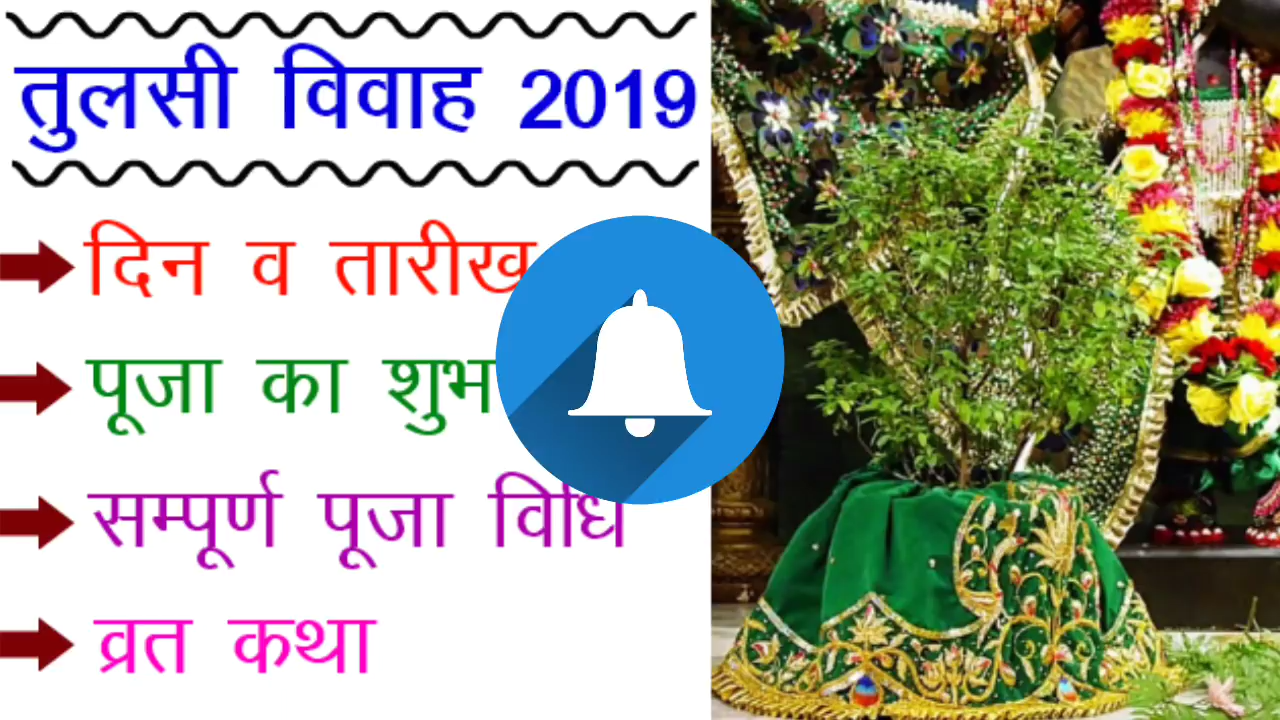 तुलसी विवाह 2019
दिन व तारीख
पूजा का शुभ
सम्पूर्ण पूजा विधि
व्रत कथा